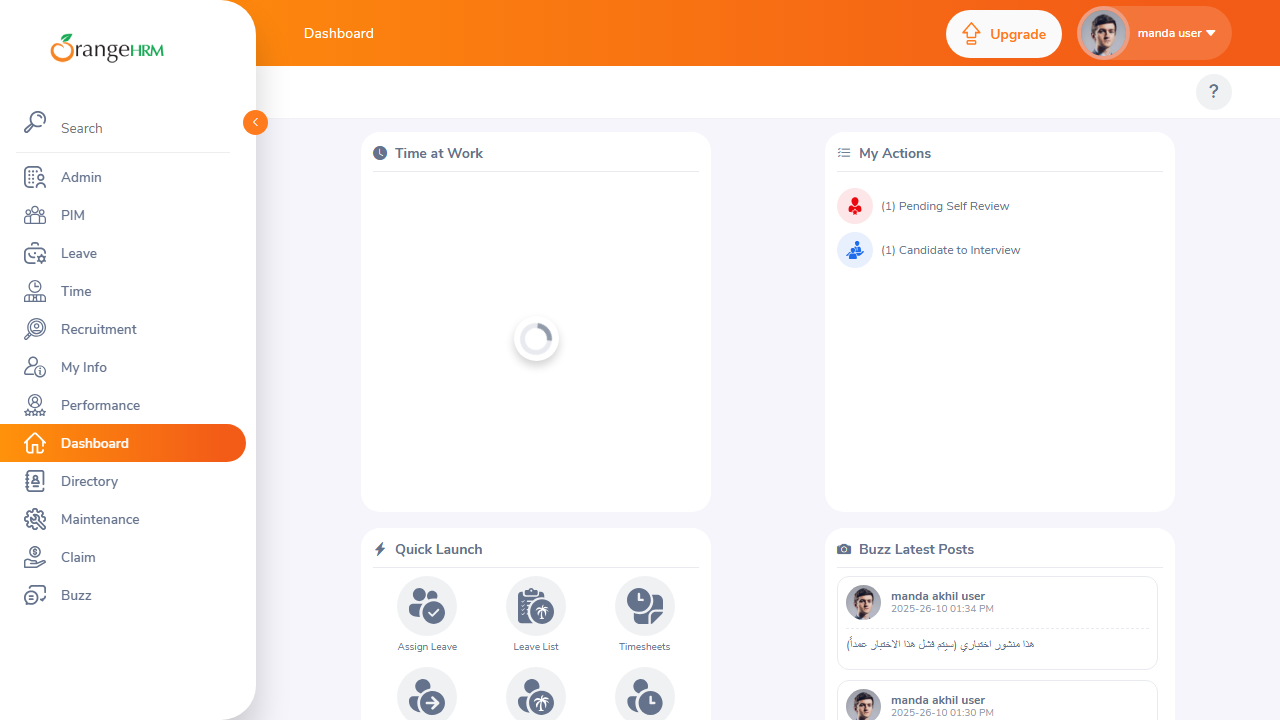 OrangeHRM
Search
Admin
PIM
Leave
Time
Recruitment
My Info
Performance
Dashboard
Directory
Maintenance
Claim
Buzz
Dashboard
Upgrade
manda user
?
Time at Work
My Actions
(1) Pending Self Review
(1) Candidate to Interview
Quick Launch
Assign Leave
Leave List
Timesheets
Buzz Latest Posts
manda akhil user
2025-26-10 01:34 PM
هذا منشور اختباري (سيتم فشل هذا الاختبار عمداً)
manda akhil user
2025-26-10 01:30 PM